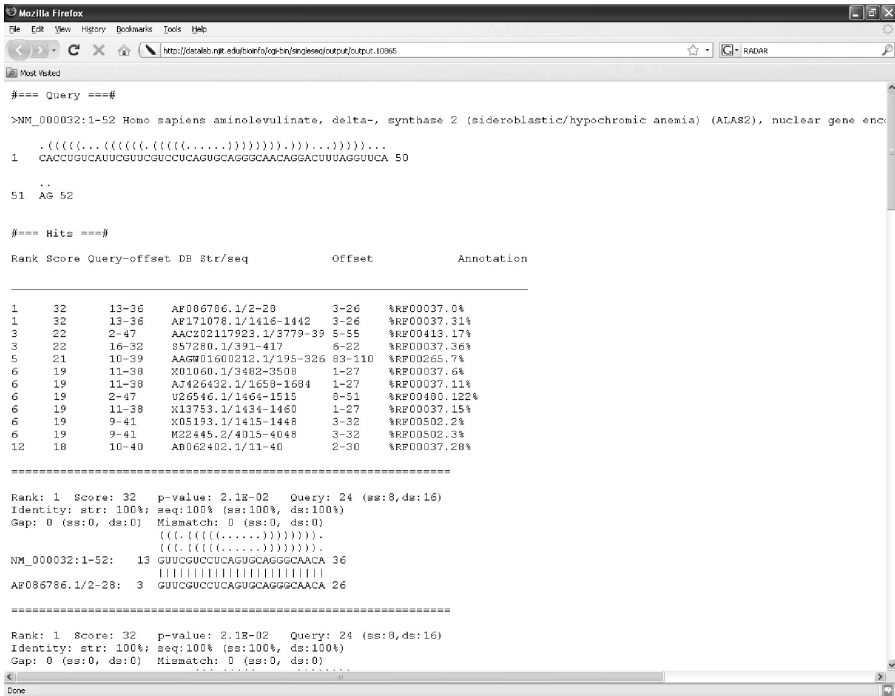 Mozilla Firefox
File Edit View History Bookmarks Tools Help
http://datalab.njit.edu/bioinfo/cgi-bin/singleseq/output/output.10865
RADAR
Most Visited
#=== Query ===#
>NM_000032:1-52 Homo sapiens aminolevulinate, delta-, synthase 2 (sideroblastic/hypochromic anemia) (ALAS2), nuclear gene enco
.(((((...((((((.(((((......)))))))).)))...)))))...
1 CACCUGUCAUUCGUUCGUCCUCAGUGCAGGGCAACAGGACUUUAGGUUCA 50
..
51 AG 52
#=== Hits ===#
Rank Score Query-offset DB Str/seq Offset Annotation
1 32 13-36 AF086786.1/2-28 3-26 %RF00037.0%
1 32 13-36 AF171078.1/1416-1442 3-26 %RF00037.31%
3 22 2-47 AACZ02117923.1/3779-39 5-55 %RF00413.17%
3 22 16-32 S57280.1/391-417 6-22 %RF00037.36%
5 21 10-39 AAGW01600212.1/195-326 83-110 %RF00265.7%
6 19 11-38 X01060.1/3482-3508 1-27 %RF00037.6%
6 19 11-38 AJ426432.1/1658-1684 1-27 %RF00037.11%
6 19 2-47 U26546.1/1464-1515 8-51 %RF00480.122%
6 19 11-38 X13753.1/1434-1460 1-27 %RF00037.15%
6 19 9-41 X05193.1/1415-1448 3-32 %RF00502.2%
6 19 9-41 M22445.2/4015-4048 3-32 %RF00502.3%
12 18 10-40 AB062402.1/11-40 2-30 %RF00037.28%
==================================================================
Rank: 1 Score: 32 p-value: 2.1E-02 Query: 24 (ss:8,ds:16)
Identity: str: 100%; seq:100% (ss:100%, ds:100%)
Gap: 0 (ss:0, ds:0) Mismatch: 0 (ss:0, ds:0)
(((.(((((......)))))))).
(((.(((((......)))))))).
NM_000032:1-52: 13 GUUCGUCCUCAGUGCAGGGCAACA 36
||||||||||||||||||||||||
AF086786.1/2-28: 3 GUUCGUCCUCAGUGCAGGGCAACA 26
==================================================================
Rank: 1 Score: 32 p-value: 2.1E-02 Query: 24 (ss:8,ds:16)
Identity: str: 100%; seq:100% (ss:100%, ds:100%)
Gap: 0 (ss:0, ds:0) Mismatch: 0 (ss:0, ds:0)
Done